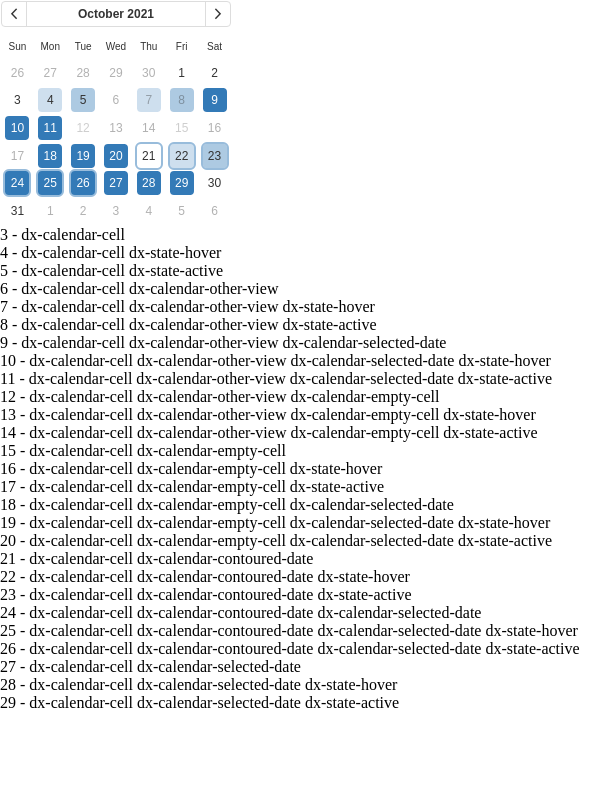 October 2021
Sun Mon Tue Wed Thu Fri Sat
26 27 28 29 30 1 2
3 4 5 6 7 8 9
10 11 12 13 14 15 16
17 18 19 20 21 22 23
24 25 26 27 28 29 30
31 1 2 3 4 5 6
3 - dx-calendar-cell
4 - dx-calendar-cell dx-state-hover
5 - dx-calendar-cell dx-state-active
6 - dx-calendar-cell dx-calendar-other-view
7 - dx-calendar-cell dx-calendar-other-view dx-state-hover
8 - dx-calendar-cell dx-calendar-other-view dx-state-active
9 - dx-calendar-cell dx-calendar-other-view dx-calendar-selected-date
10 - dx-calendar-cell dx-calendar-other-view dx-calendar-selected-date dx-state-hover
11 - dx-calendar-cell dx-calendar-other-view dx-calendar-selected-date dx-state-active
12 - dx-calendar-cell dx-calendar-other-view dx-calendar-empty-cell
13 - dx-calendar-cell dx-calendar-other-view dx-calendar-empty-cell dx-state-hover
14 - dx-calendar-cell dx-calendar-other-view dx-calendar-empty-cell dx-state-active
15 - dx-calendar-cell dx-calendar-empty-cell
16 - dx-calendar-cell dx-calendar-empty-cell dx-state-hover
17 - dx-calendar-cell dx-calendar-empty-cell dx-state-active
18 - dx-calendar-cell dx-calendar-empty-cell dx-calendar-selected-date
19 - dx-calendar-cell dx-calendar-empty-cell dx-calendar-selected-date dx-state-hover
20 - dx-calendar-cell dx-calendar-empty-cell dx-calendar-selected-date dx-state-active
21 - dx-calendar-cell dx-calendar-contoured-date
22 - dx-calendar-cell dx-calendar-contoured-date dx-state-hover
23 - dx-calendar-cell dx-calendar-contoured-date dx-state-active
24 - dx-calendar-cell dx-calendar-contoured-date dx-calendar-selected-date
25 - dx-calendar-cell dx-calendar-contoured-date dx-calendar-selected-date dx-state-hover
26 - dx-calendar-cell dx-calendar-contoured-date dx-calendar-selected-date dx-state-active
27 - dx-calendar-cell dx-calendar-selected-date
28 - dx-calendar-cell dx-calendar-selected-date dx-state-hover
29 - dx-calendar-cell dx-calendar-selected-date dx-state-active